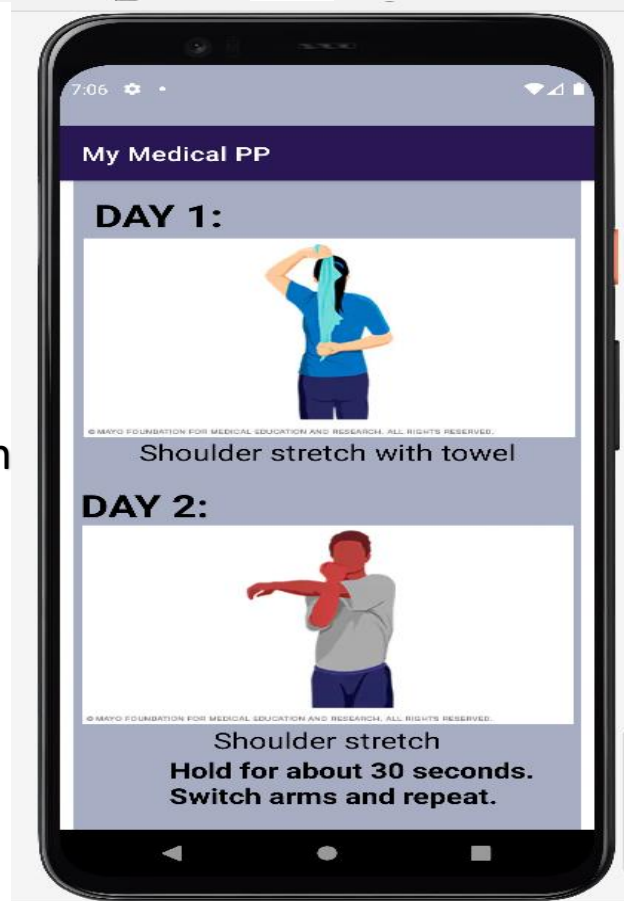 7:06
My Medical PP
DAY 1:
© MAYO FOUNDATION FOR MEDICAL EDUCATION AND RESEARCH. ALL RIGHTS RESERVED.
Shoulder stretch with towel
n
DAY 2:
© MAYO FOUNDATION FOR MEDICAL EDUCATION AND RESEARCH. ALL RIGHTS RESERVED.
Shoulder stretch
Hold for about 30 seconds.
Switch arms and repeat.